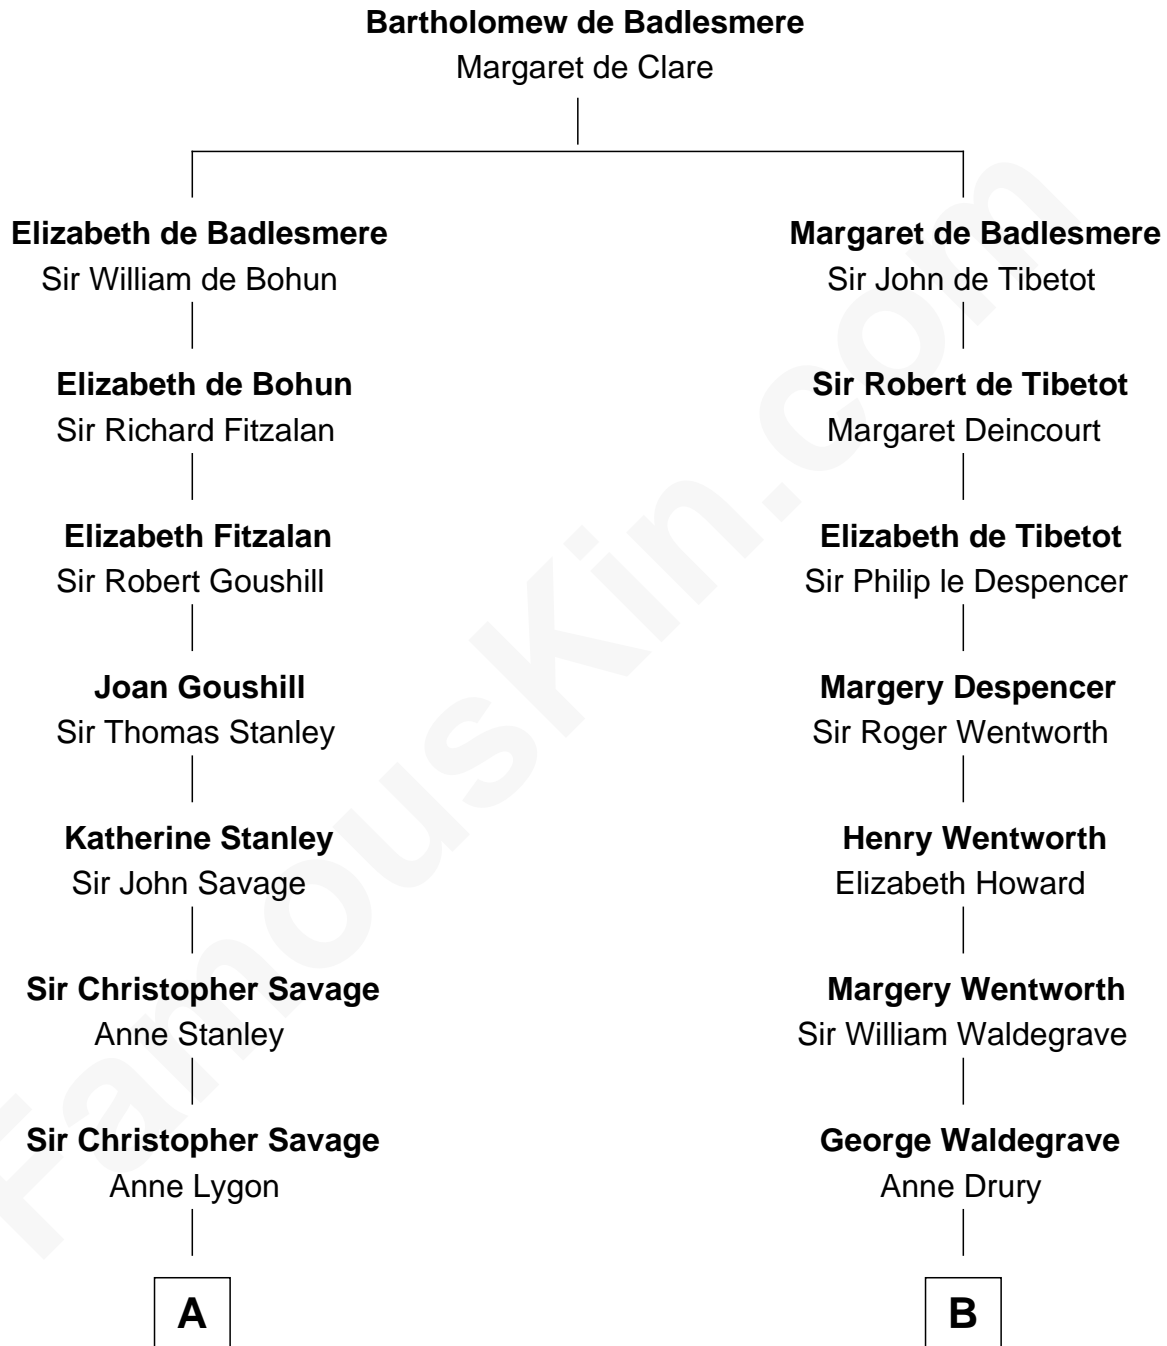 Bartholomew de Badlesmere
Margaret de Clare
Elizabeth de Badlesmere
Sir William de Bohun
Margaret de Badlesmere
Sir John de Tibetot
Elizabeth de Bohun
Sir Richard Fitzalan
Sir Robert de Tibetot
Margaret Deincourt
Elizabeth Fitzalan
Sir Robert Goushill
Elizabeth de Tibetot
Sir Philip le Despencer
Joan Goushill
Sir Thomas Stanley
Margery Despencer
Sir Roger Wentworth
Katherine Stanley
Sir John Savage
Henry Wentworth
Elizabeth Howard
Sir Christopher Savage
Anne Stanley
Margery Wentworth
Sir William Waldegrave
Sir Christopher Savage
Anne Lygon
George Waldegrave
Anne Drury
A
B
FamousKin.com